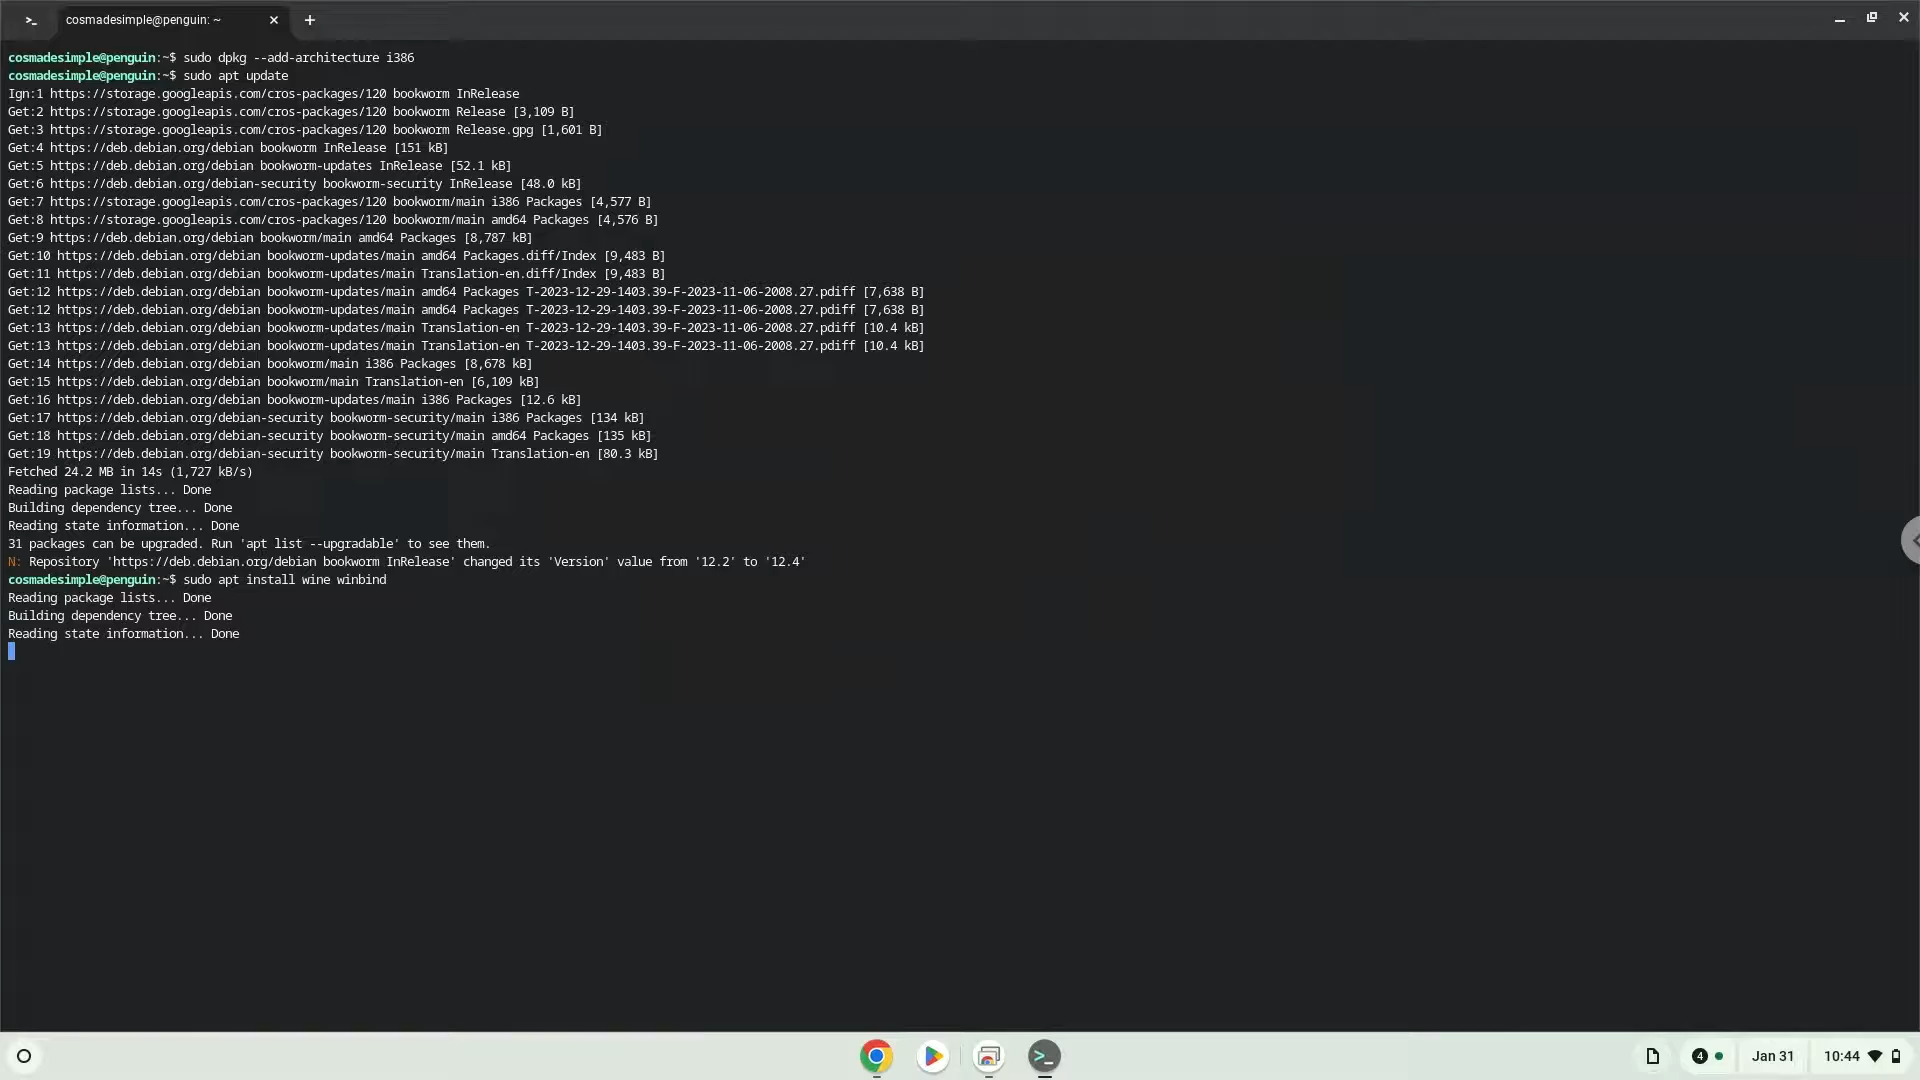 >_ cosmadesimple@penguin: ~
cosmadesimple@penguin:~$ sudo dpkg --add-architecture i386
cosmadesimple@penguin:~$ sudo apt update
Ign:1 https://storage.googleapis.com/cros-packages/120 bookworm InRelease
Get:2 https://storage.googleapis.com/cros-packages/120 bookworm Release [3,109 B]
Get:3 https://storage.googleapis.com/cros-packages/120 bookworm Release.gpg [1,601 B]
Get:4 https://deb.debian.org/debian bookworm InRelease [151 kB]
Get:5 https://deb.debian.org/debian bookworm-updates InRelease [52.1 kB]
Get:6 https://deb.debian.org/debian-security bookworm-security InRelease [48.0 kB]
Get:7 https://storage.googleapis.com/cros-packages/120 bookworm/main i386 Packages [4,577 B]
Get:8 https://storage.googleapis.com/cros-packages/120 bookworm/main amd64 Packages [4,576 B]
Get:9 https://deb.debian.org/debian bookworm/main amd64 Packages [8,787 kB]
Get:10 https://deb.debian.org/debian bookworm-updates/main amd64 Packages.diff/Index [9,483 B]
Get:11 https://deb.debian.org/debian bookworm-updates/main Translation-en.diff/Index [9,483 B]
Get:12 https://deb.debian.org/debian bookworm-updates/main amd64 Packages T-2023-12-29-1403.39-F-2023-11-06-2008.27.pdiff [7,638 B]
Get:12 https://deb.debian.org/debian bookworm-updates/main amd64 Packages T-2023-12-29-1403.39-F-2023-11-06-2008.27.pdiff [7,638 B]
Get:13 https://deb.debian.org/debian bookworm-updates/main Translation-en T-2023-12-29-1403.39-F-2023-11-06-2008.27.pdiff [10.4 kB]
Get:13 https://deb.debian.org/debian bookworm-updates/main Translation-en T-2023-12-29-1403.39-F-2023-11-06-2008.27.pdiff [10.4 kB]
Get:14 https://deb.debian.org/debian bookworm/main i386 Packages [8,678 kB]
Get:15 https://deb.debian.org/debian bookworm/main Translation-en [6,109 kB]
Get:16 https://deb.debian.org/debian bookworm-updates/main i386 Packages [12.6 kB]
Get:17 https://deb.debian.org/debian-security bookworm-security/main i386 Packages [134 kB]
Get:18 https://deb.debian.org/debian-security bookworm-security/main amd64 Packages [135 kB]
Get:19 https://deb.debian.org/debian-security bookworm-security/main Translation-en [80.3 kB]
Fetched 24.2 MB in 14s (1,727 kB/s)
Reading package lists... Done
Building dependency tree... Done
Reading state information... Done
31 packages can be upgraded. Run 'apt list --upgradable' to see them.
N: Repository 'https://deb.debian.org/debian bookworm InRelease' changed its 'Version' value from '12.2' to '12.4'
cosmadesimple@penguin:~$ sudo apt install wine winbind
Reading package lists... Done
Building dependency tree... Done
Reading state information... Done
>_ 4 Jan 31 10:44